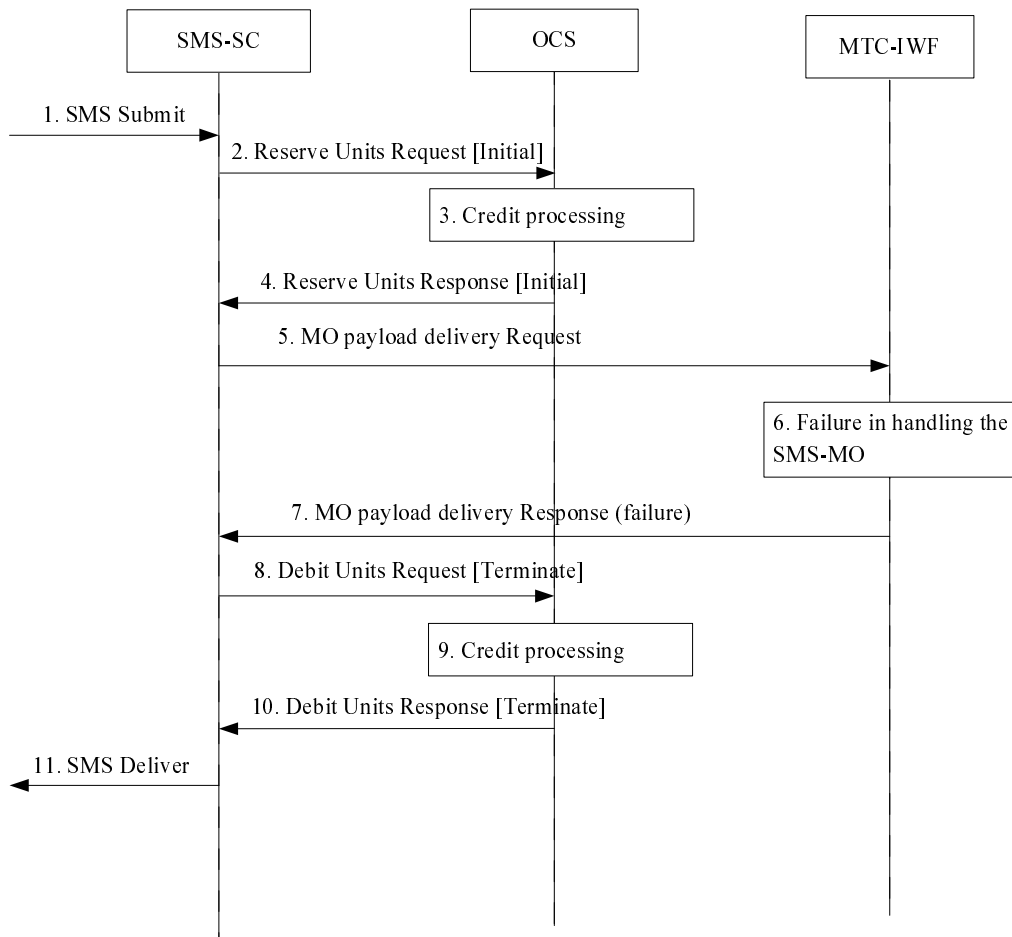 SMS-SC
OCS
MTC-IWF
1. SMS Submit
2. Reserve Units Request [Initial]
3. Credit processing
4. Reserve Units Response [Initial]
5. MO payload delivery Request
6. Failure in handling the
SMS-MO
7. MO payload delivery Response (failure)
8. Debit Units Request [Terminate]
9. Credit processing
10. Debit Units Response [Terminate]
11. SMS Deliver